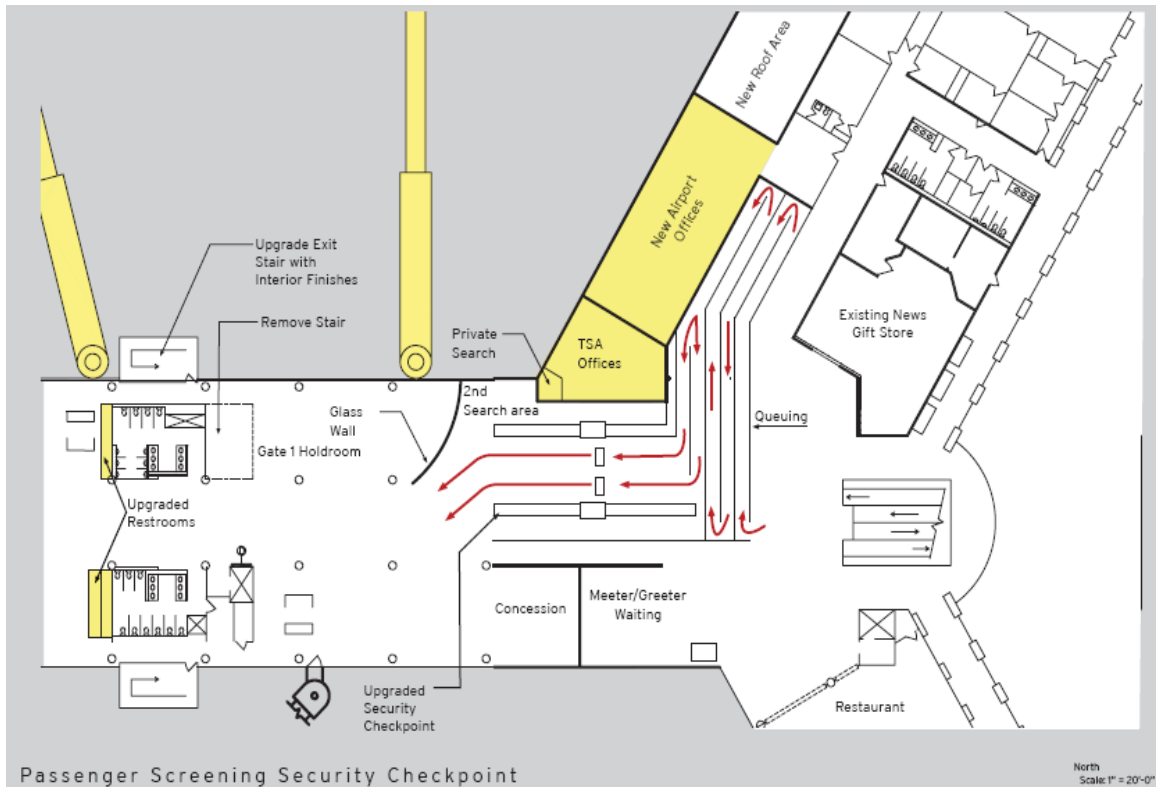 New Roof Area
New Airport
Offices
Upgrade Exit
Stair with
Interior Finishes
Remove Stair
Private
Search
TSA
Offices
Existing News
Gift Store
2nd
Search area
Glass
Wall
Queuing
Gate 1 Holdroom
Upgraded
Restrooms
Concession
Meeter/Greeter
Waiting
Upgraded
Security
Checkpoint
Restaurant
Passenger Screening Security Checkpoint
North
Scale: 1" = 20'-0"